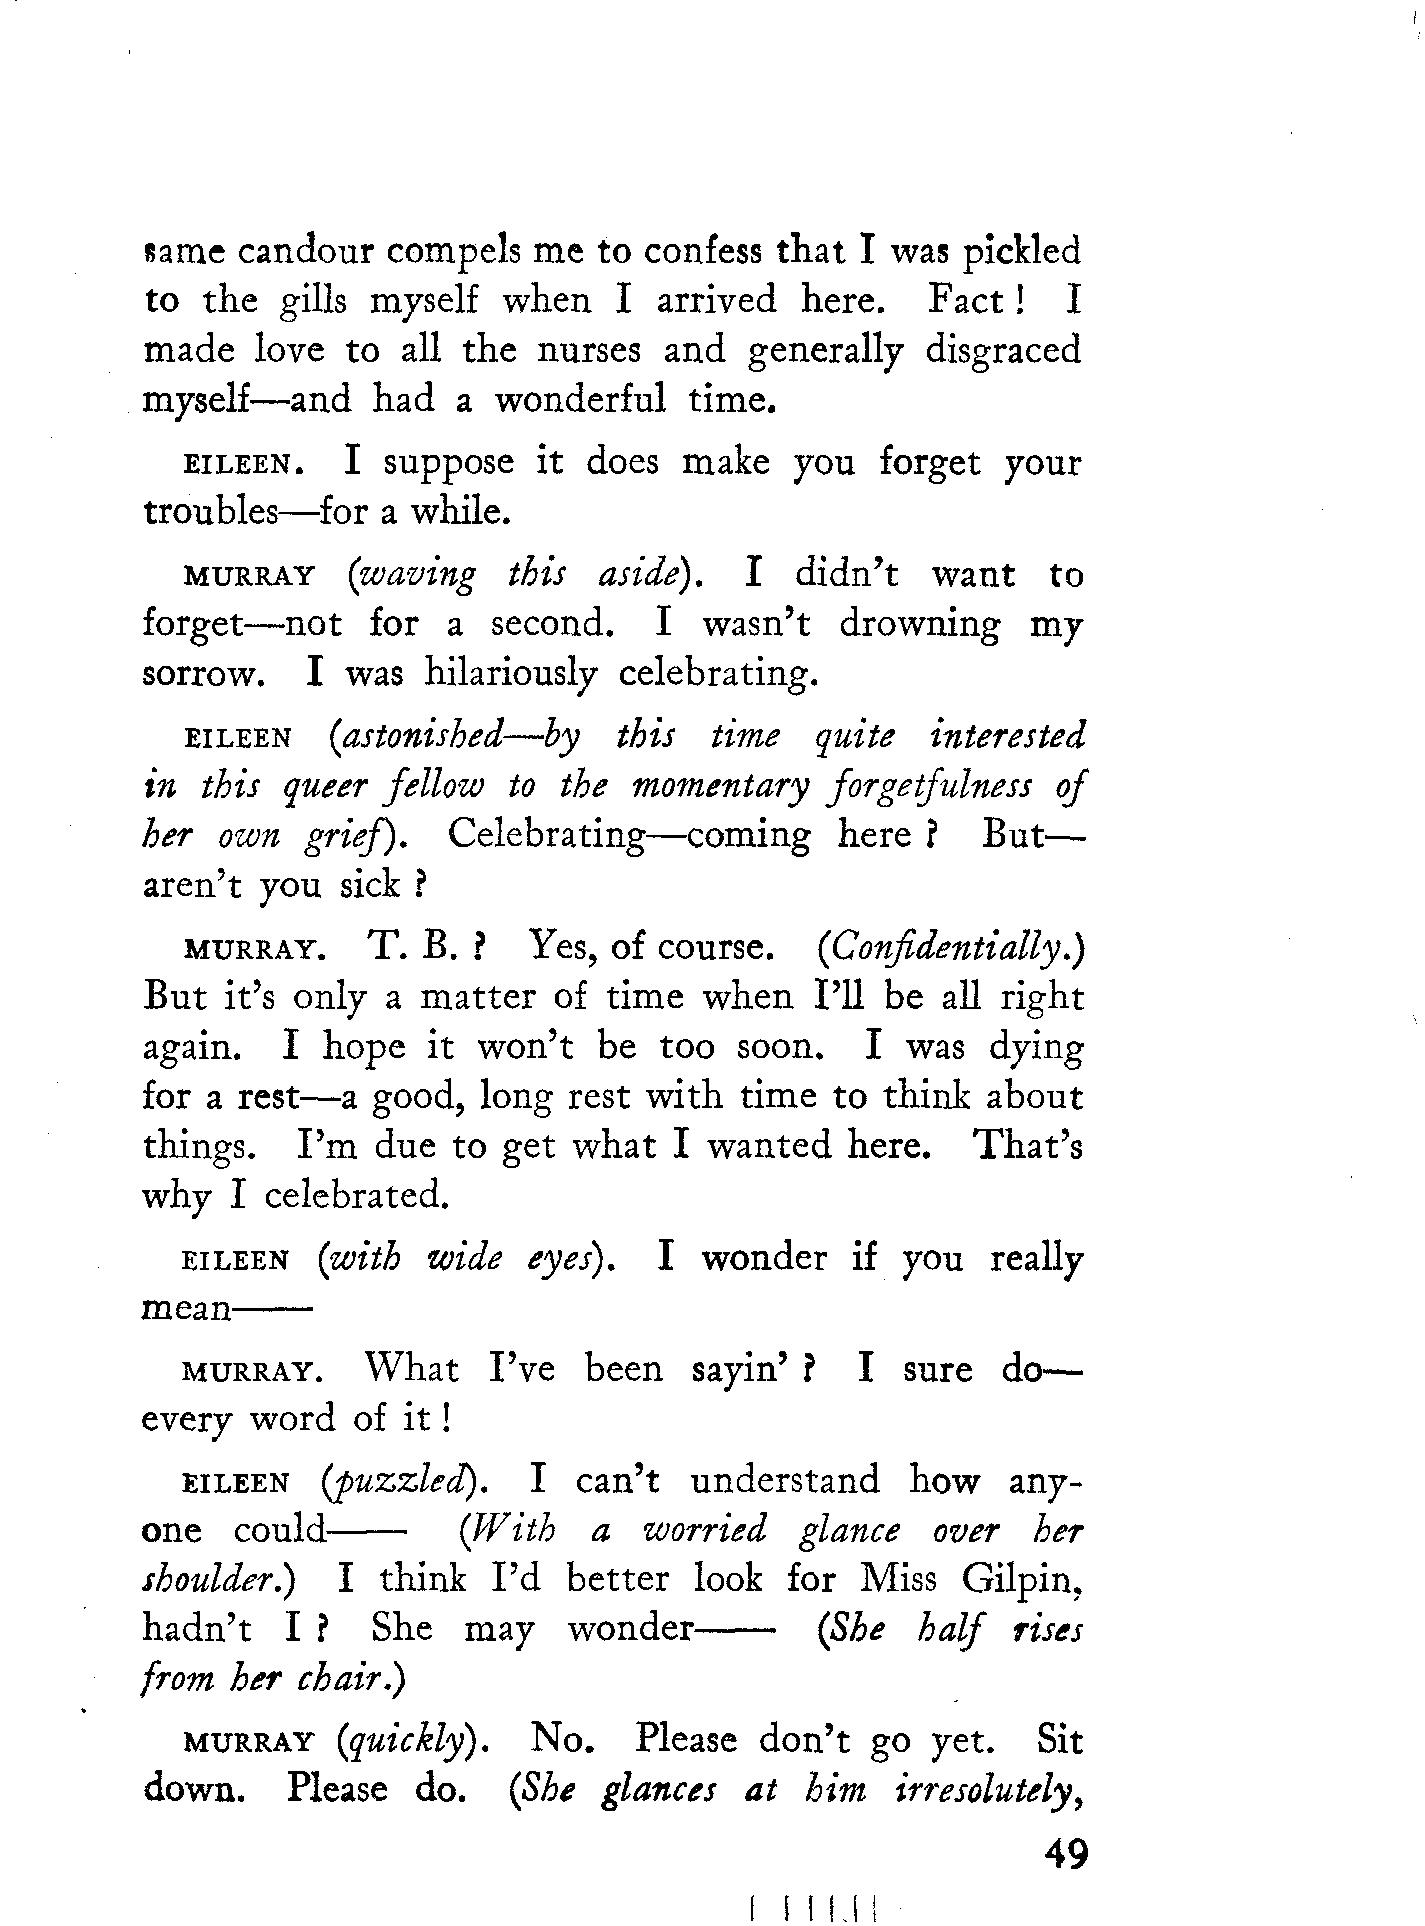 same candour compels me to confess that I was pickled
to the gills myself when I arrived here. Fact ! I
made love to all the nurses and generally disgraced
myself—and had a wonderful time.
EILEEN. I suppose it does make you forget your
troubles—for a while.
MURRAY (waving this aside). I didn't want to
forget—not for a second. I wasn't drowning my
sorrow. I was hilariously celebrating.
EILEEN (astonished—by this time quite interested
in this queer fellow to the momentary forgetfulness of
her own grief). Celebrating—coming here ? But—
aren't you sick ?
MURRAY. T. B. ? Yes, of course. (Confidentially.)
But it's only a matter of time when I'll be all right
again. I hope it won't be too soon. I was dying
for a rest—a good, long rest with time to think about
things. I'm due to get what I wanted here. That's
why I celebrated.
EILEEN (with wide eyes). I wonder if you really
mean——
MURRAY. What I've been sayin' ? I sure do—
every word of it !
EILEEN (puzzled). I can't understand how any-
one could—— (With a worried glance over her
shoulder.) I think I'd better look for Miss Gilpin,
hadn't I ? She may wonder—— (She half rises
from her chair.)
MURRAY (quickly). No. Please don't go yet. Sit
down. Please do. (She glances at him irresolutely,
49